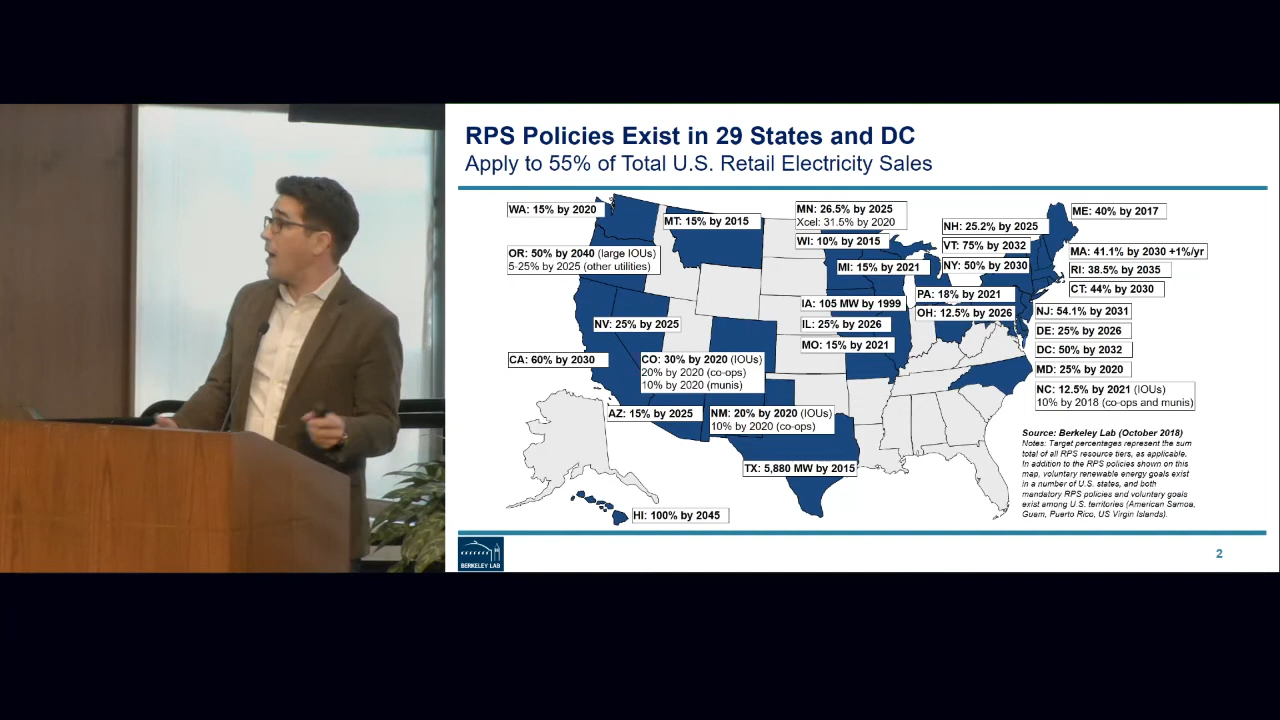 RPS Policies Exist in 29 States and DC
Apply to 55% of Total U.S. Retail Electricity Sales
WA: 15% by 2020
MT: 15% by 2015
MN: 26.5% by 2025
Xcel: 31.5% by 2020
WI: 10% by 2015
NH: 25.2% by 2025
VT: 75% by 2032
NY: 50% by 2030
ME: 40% by 2017
MA: 41.1% by 2030 +1%/yr
RI: 38.5% by 2035
CT: 44% by 2030
OR: 50% by 2040 (large IOUs)
5-25% by 2025 (other utilities)
MI: 15% by 2021
PA: 18% by 2021
OH: 12.5% by 2026
IA: 105 MW by 1999
IL: 25% by 2026
MO: 15% by 2021
NJ: 54.1% by 2031
DE: 25% by 2026
DC: 50% by 2032
MD: 25% by 2020
NC: 12.5% by 2021 (IOUs)
10% by 2018 (co-ops and munis)
NV: 25% by 2025
CA: 60% by 2030
CO: 30% by 2020 (IOUs)
20% by 2020 (co-ops)
10% by 2020 (munis)
AZ: 15% by 2025
NM: 20% by 2020 (IOUs)
10% by 2020 (co-ops)
TX: 5,880 MW by 2015
HI: 100% by 2045
Source: Berkeley Lab (October 2018)
Notes: Target percentages represent the sum
total of all RPS resource tiers, as applicable.
In addition to the RPS policies shown on this
map, voluntary renewable energy goals exist
in a number of U.S. states, and both
mandatory RPS policies and voluntary goals
exist among U.S. territories (American Samoa,
Guam, Puerto Rico, US Virgin Islands).
BERKELEY LAB
2